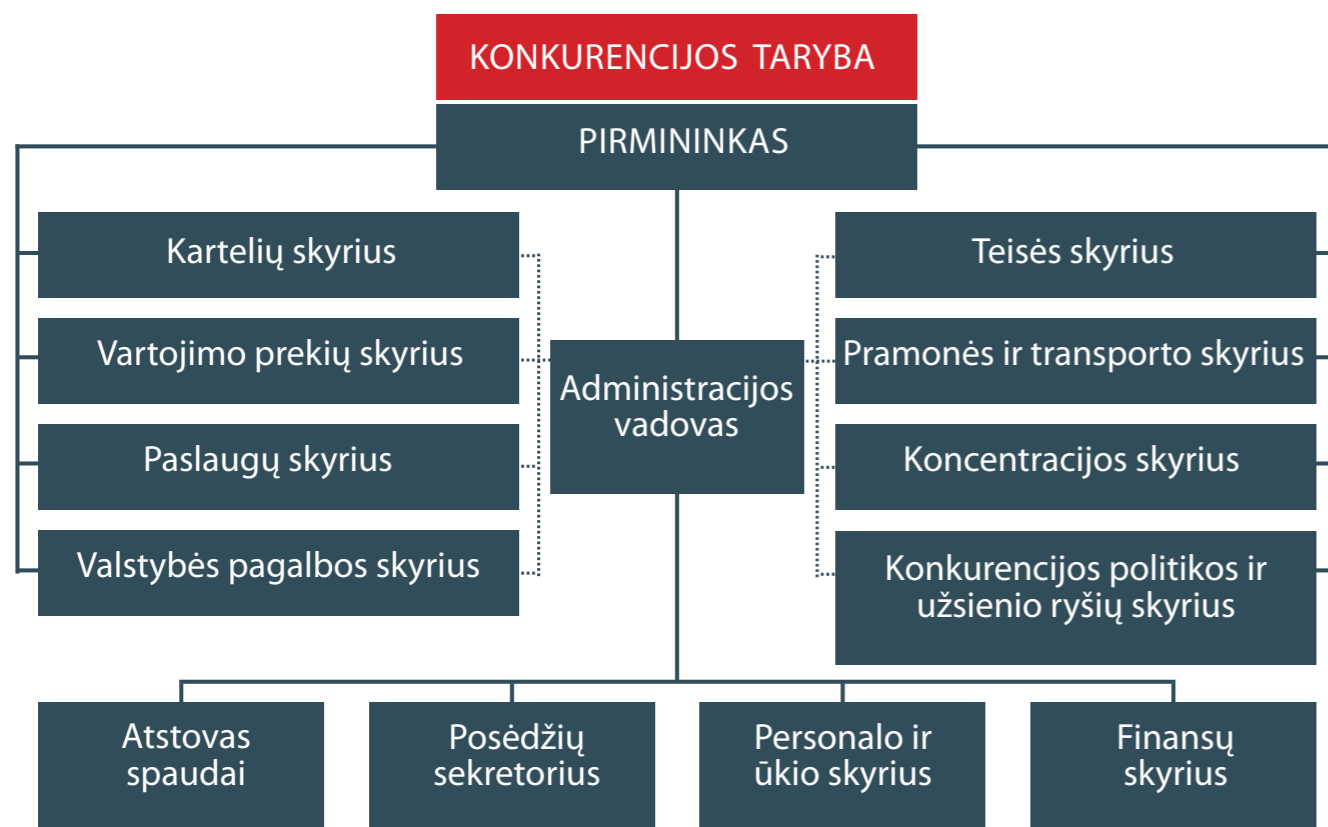 KONKURENCIJOS TARYBA
PIRMININKAS
Kartelių skyrius
Vartojimo prekių skyrius
Paslaugų skyrius
Valstybės pagalbos skyrius
Administracijos
vadovas
Teisės skyrius
Pramonės ir transporto skyrius
Koncentracijos skyrius
Konkurencijos politikos ir
užsienio ryšių skyrius
Atstovas
spaudai
Posėdžių
sekretorius
Personalo ir
ūkio skyrius
Finansų
skyrius